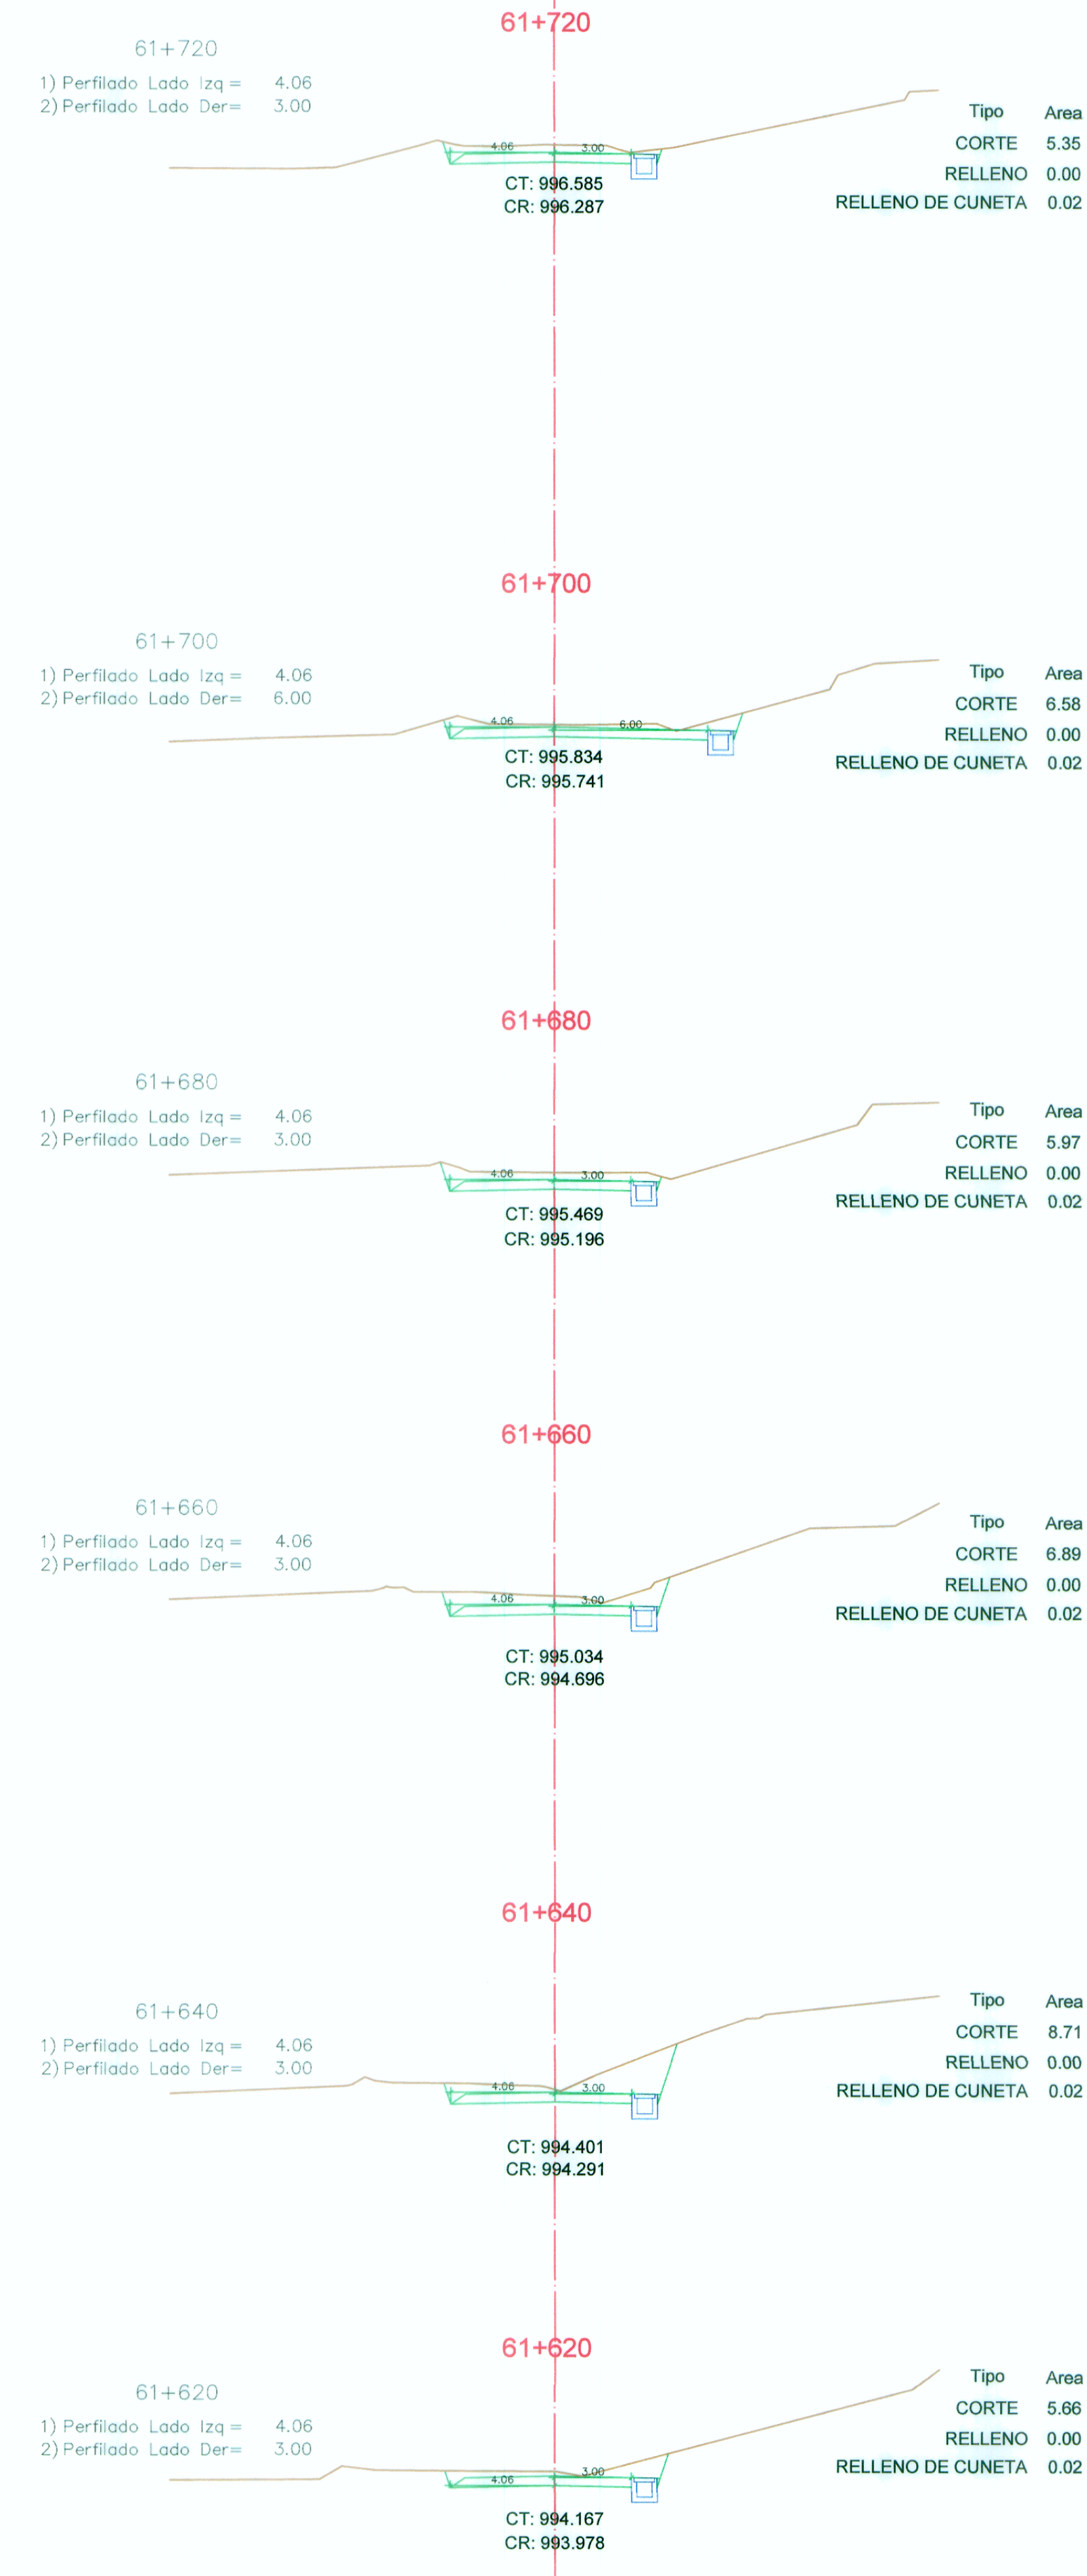 61+720
61+720
1) Perfilado Lado Izq = 4.06
2) Perfilado Lado Der= 3.00
Tipo Area
CORTE 5.35
RELLENO 0.00
RELLENO DE CUNETA 0.02
4.06 3.00
CT: 996.585
CR: 996.287
61+700
61+700
1) Perfilado Lado Izq = 4.06
2) Perfilado Lado Der= 6.00
Tipo Area
CORTE 6.58
RELLENO 0.00
RELLENO DE CUNETA 0.02
4.06 6.00
CT: 995.834
CR: 995.741
61+680
61+680
1) Perfilado Lado Izq = 4.06
2) Perfilado Lado Der= 3.00
Tipo Area
CORTE 5.97
RELLENO 0.00
RELLENO DE CUNETA 0.02
4.06 3.00
CT: 995.469
CR: 995.196
61+660
61+660
1) Perfilado Lado Izq = 4.06
2) Perfilado Lado Der= 3.00
Tipo Area
CORTE 6.89
RELLENO 0.00
RELLENO DE CUNETA 0.02
4.06 3.00
CT: 995.034
CR: 994.696
61+640
61+640
1) Perfilado Lado Izq = 4.06
2) Perfilado Lado Der= 3.00
Tipo Area
CORTE 8.71
RELLENO 0.00
RELLENO DE CUNETA 0.02
4.06 3.00
CT: 994.401
CR: 994.291
61+620
61+620
1) Perfilado Lado Izq = 4.06
2) Perfilado Lado Der= 3.00
Tipo Area
CORTE 5.66
RELLENO 0.00
RELLENO DE CUNETA 0.02
4.06 3.00
CT: 994.167
CR: 993.978